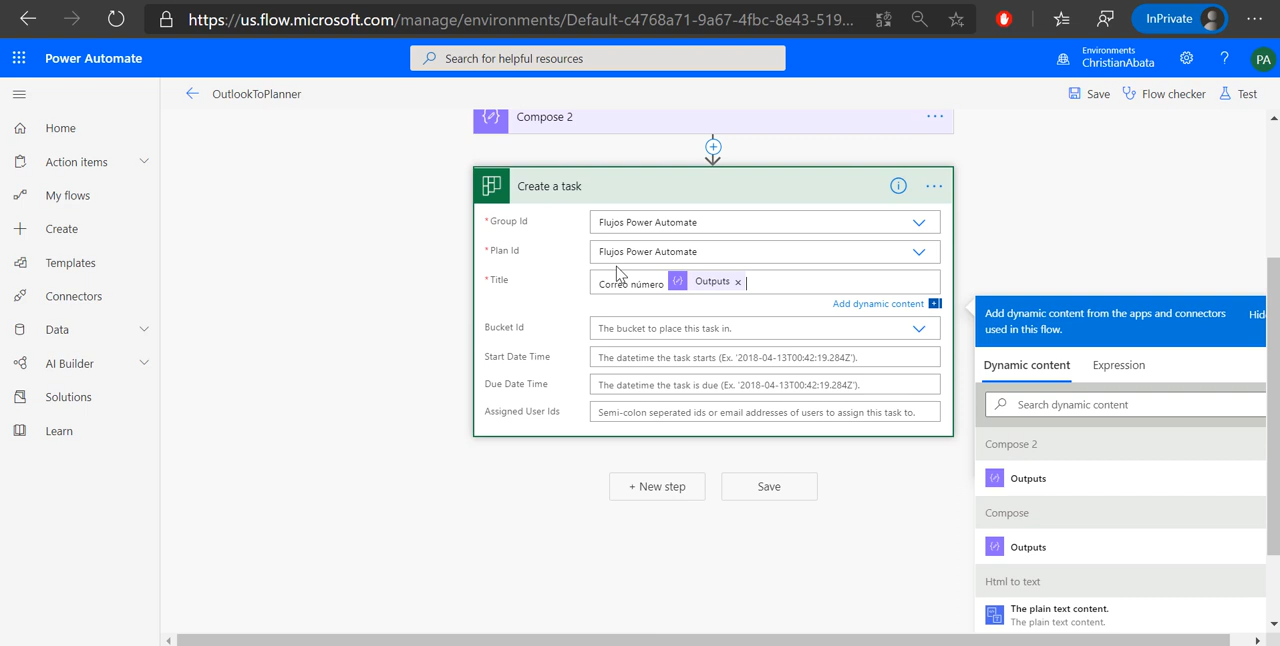 https://us.flow.microsoft.com/manage/environments/Default-c4768a71-9a67-4fbc-8e43-519...
InPrivate
Power Automate
Search for helpful resources
Environments
ChristianAbata
PA
OutlookToPlanner
Save
Flow checker
Test
Home
Action items
My flows
Create
Templates
Connectors
Data
AI Builder
Solutions
Learn
Compose 2
Create a task
* Group Id
Flujos Power Automate
* Plan Id
Flujos Power Automate
* Title
Correo número Outputs
Add dynamic content
Bucket Id
The bucket to place this task in.
Start Date Time
The datetime the task starts (Ex. '2018-04-13T00:42:19.284Z').
Due Date Time
The datetime the task is due (Ex. '2018-04-13T00:42:19.284Z').
Assigned User Ids
Semi-colon seperated ids or email addresses of users to assign this task to.
+ New step
Save
Add dynamic content from the apps and connectors
used in this flow.
Hid
Dynamic content
Expression
Search dynamic content
Compose 2
Outputs
Compose
Outputs
Html to text
The plain text content.
The plain text content.